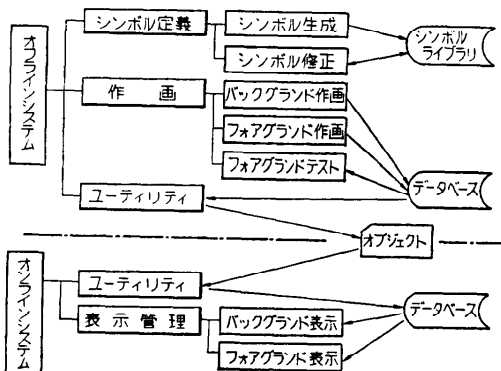 オフラインシステム
シンボル定義
シンボル生成
シンボル修正
シンボル
ライブラリ
作 画
バックグランド作画
フォアグランド作画
フォアグランドテスト
データベース
ユーティリティ
オブジェクト
オンラインシステム
ユーティリティ
表示管理
バックグランド表示
フォアグランド表示
データベース